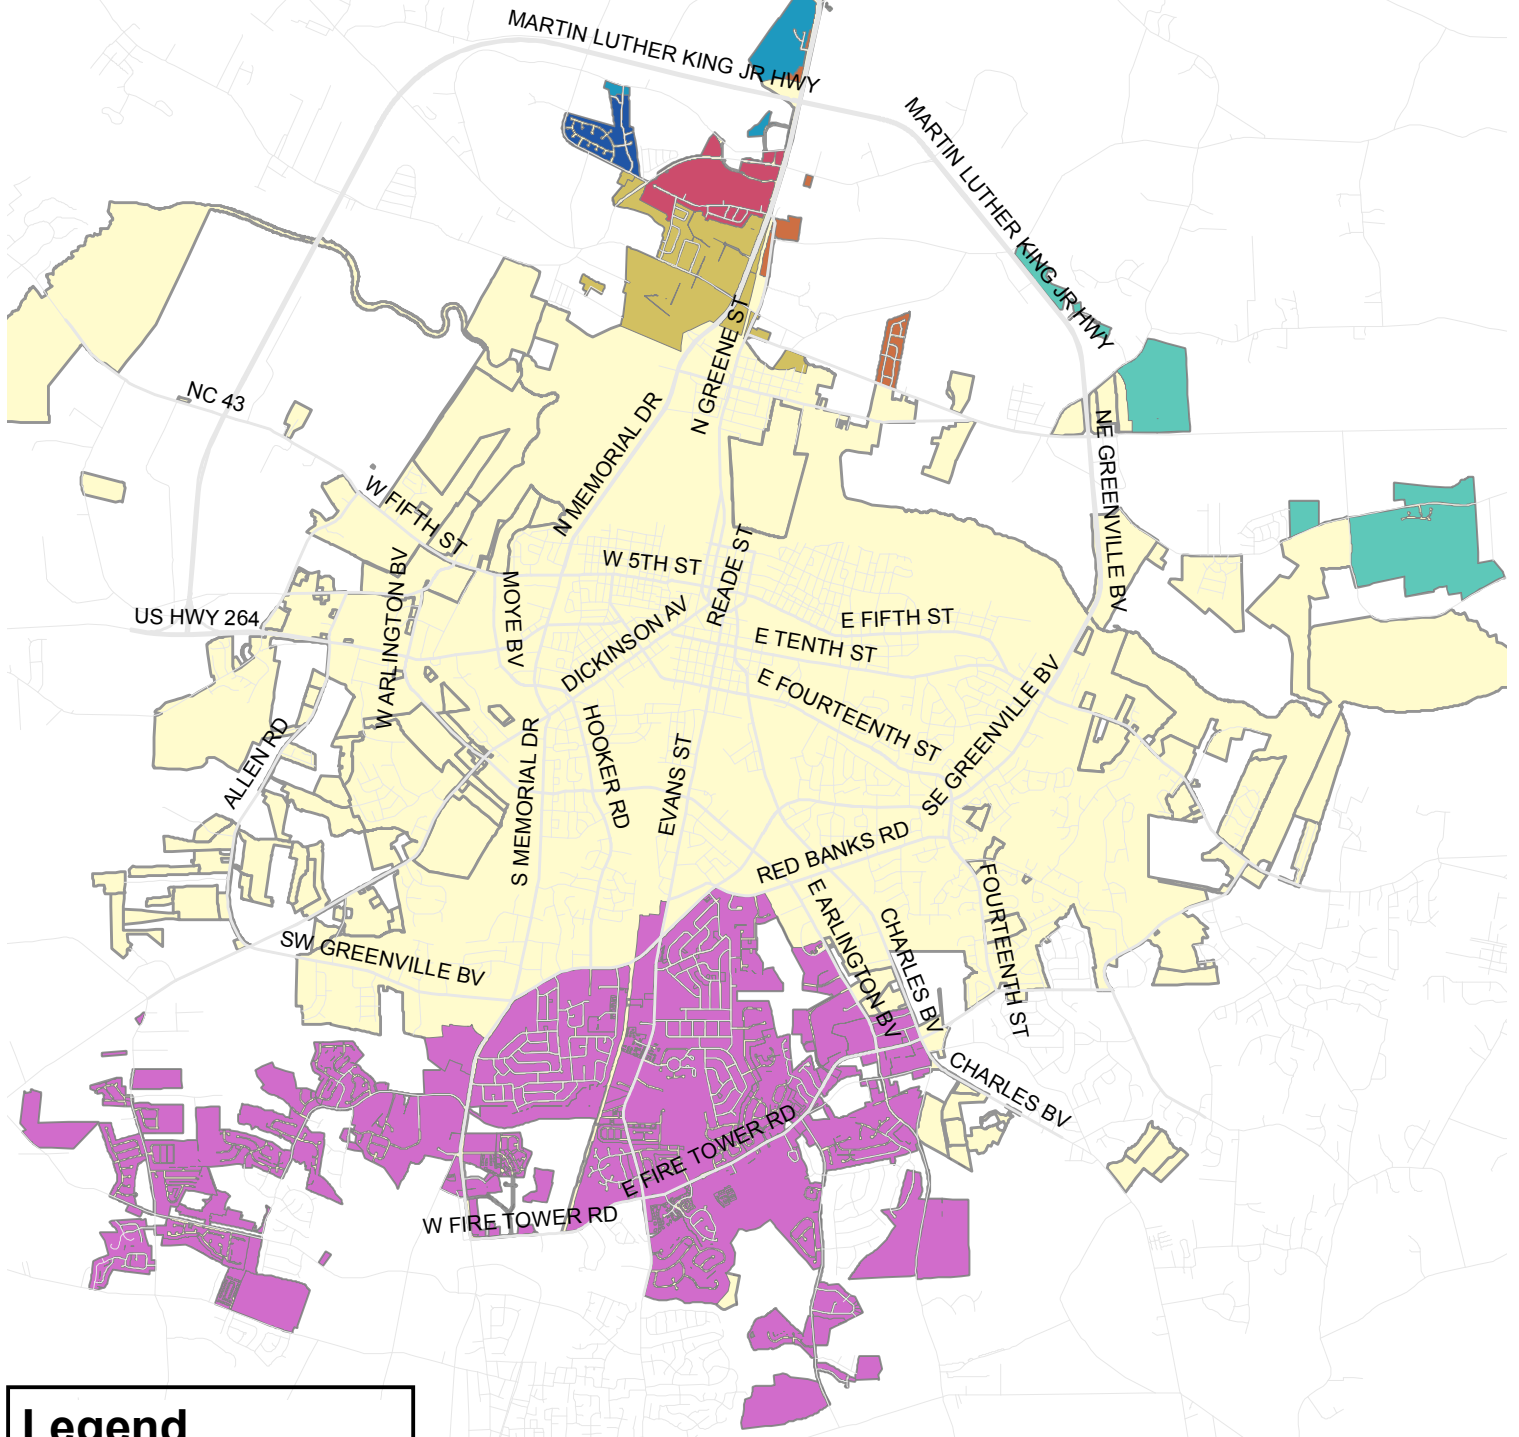 MARTIN LUTHER KING JR HWY
MARTIN LUTHER KING JR HWY
NC 43
N GREENE ST
N MEMORIAL DR
NE GREENVILLE BV
W FIFTH ST
W 5TH ST
READE ST
W ARLINGTON BV
MOYE BV
US HWY 264
DICKINSON AV
E FIFTH ST
E TENTH ST
E FOURTEENTH ST
SE GREENVILLE BV
ALLEN RD
HOOKER RD
S MEMORIAL DR
EVANS ST
RED BANKS RD
E ARLINGTON BV
CHARLES BV
FOURTEENTH ST
SW GREENVILLE BV
CHARLES BV
E FIRE TOWER RD
W FIRE TOWER RD
Legend